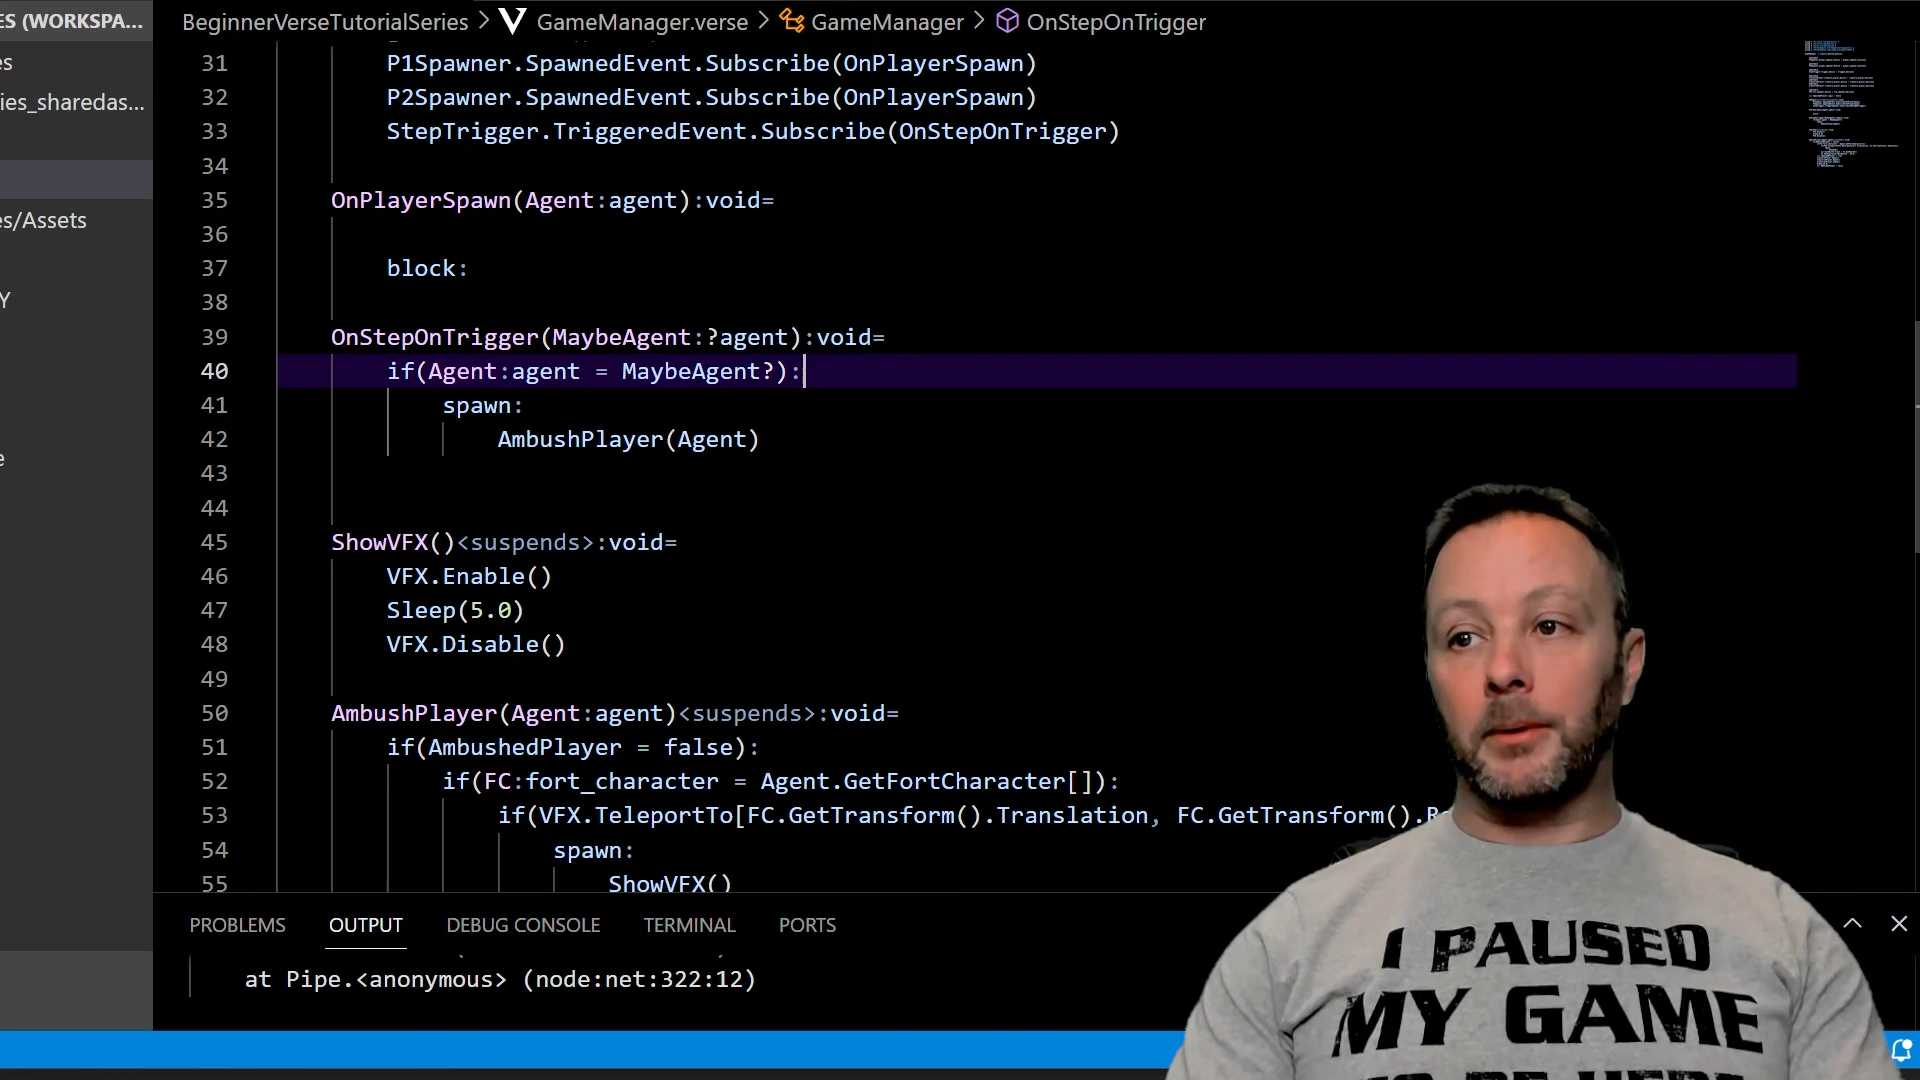 ES (WORKSPA...
BeginnerVerseTutorialSeries > GameManager.verse > GameManager > OnStepOnTrigger
es
ies_sharedas...
es/Assets
Y
e
31 P1Spawner.SpawnedEvent.Subscribe(OnPlayerSpawn)
32 P2Spawner.SpawnedEvent.Subscribe(OnPlayerSpawn)
33 StepTrigger.TriggeredEvent.Subscribe(OnStepOnTrigger)
34
35 OnPlayerSpawn(Agent:agent):void=
36
37 block:
38
39 OnStepOnTrigger(MaybeAgent:?agent):void=
40 if(Agent:agent = MaybeAgent?):
41 spawn:
42 AmbushPlayer(Agent)
43
44
45 ShowVFX()<suspends>:void=
46 VFX.Enable()
47 Sleep(5.0)
48 VFX.Disable()
49
50 AmbushPlayer(Agent:agent)<suspends>:void=
51 if(AmbushedPlayer = false):
52 if(FC:fort_character = Agent.GetFortCharacter[]):
53 if(VFX.TeleportTo[FC.GetTransform().Translation, FC.GetTransform().R
54 spawn:
55 ShowVFX()
PROBLEMS OUTPUT DEBUG CONSOLE TERMINAL PORTS
at Pipe.<anonymous> (node:net:322:12)
I PAUSED
MY GAME
TO BE HERE